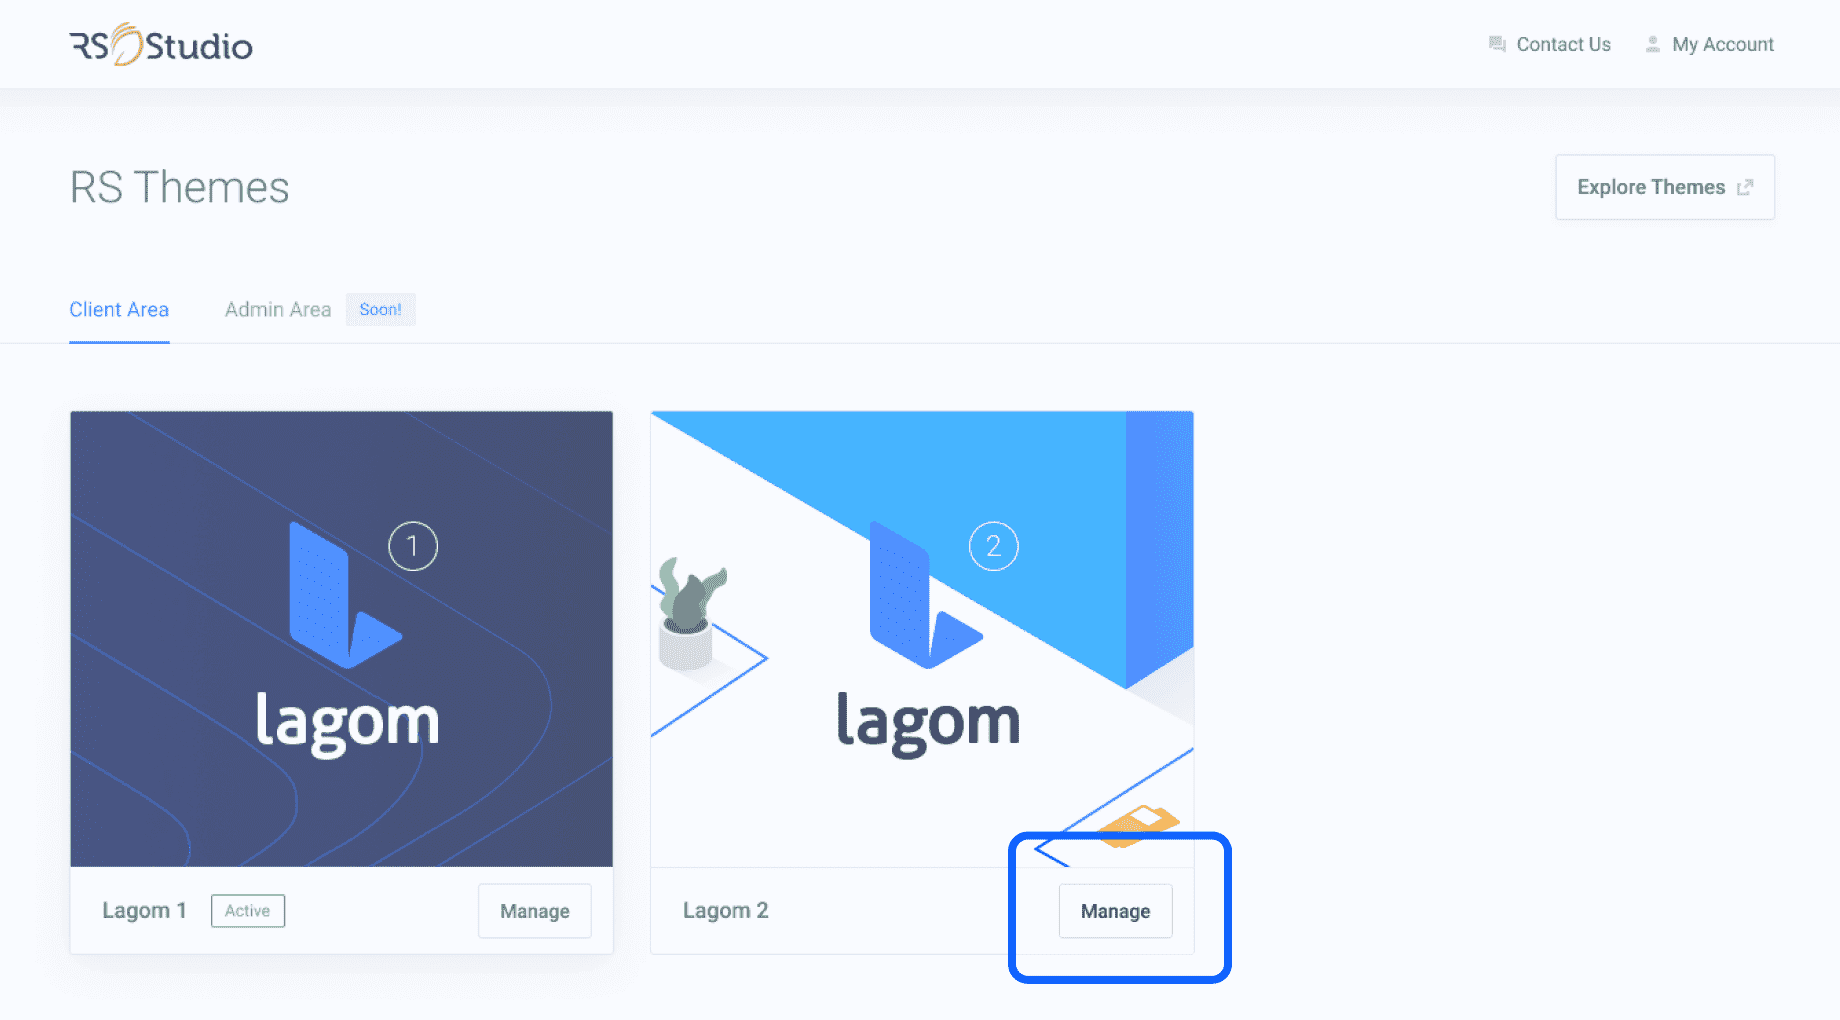 RS Studio
Contact Us
My Account
RS Themes
Explore Themes
Client Area
Admin Area
Soon!
1
lagom
2
lagom
Lagom 1
Active
Manage
Lagom 2
Manage